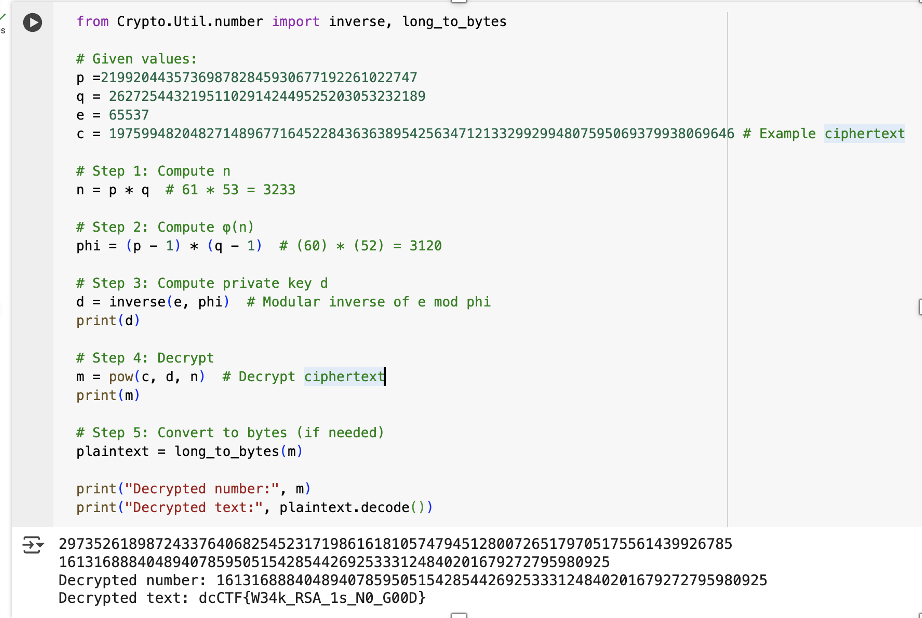 from Crypto.Util.number import inverse, long_to_bytes
# Given values:
p =219920443573698782845930677192261022747
q = 262725443219511029142449525203053232189
e = 65537
c = 19759948204827148967716452284363638954256347121332992994807595069379938069646 # Example ciphertext
# Step 1: Compute n
n = p * q  # 61 * 53 = 3233
# Step 2: Compute φ(n)
phi = (p - 1) * (q - 1)  # (60) * (52) = 3120
# Step 3: Compute private key d
d = inverse(e, phi)  # Modular inverse of e mod phi
print(d)
# Step 4: Decrypt
m = pow(c, d, n)  # Decrypt ciphertext
print(m)
# Step 5: Convert to bytes (if needed)
plaintext = long_to_bytes(m)
print("Decrypted number:", m)
print("Decrypted text:", plaintext.decode())
29735261898724337640682545231719861618105747945128007265179705175561439926785
16131688840489407859505154285442692533312484020167927279598092​5
Decrypted number: 161316888404894078595051542854426925333124840201679272795980925
Decrypted text: dcCTF{W34k_RSA_1s_N0_G00D}